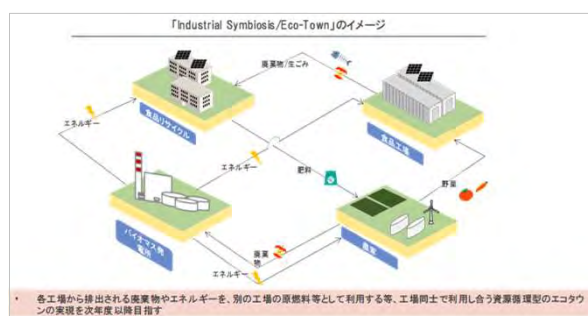 「Industrial Symbiosis/Eco-Town」のイメージ
廃棄物/生ごみ
エネルギー
食品リサイクル
食品工場
エネルギー
肥料
野菜
バイオマス発
電所
廃棄
物
農業
エネルギー
• 各工場から排出される廃棄物やエネルギーを、別の工場の原燃料等として利用する等、工場同士で利用し合う資源循環型のエコタウ
ンの実現を次年度以降目指す